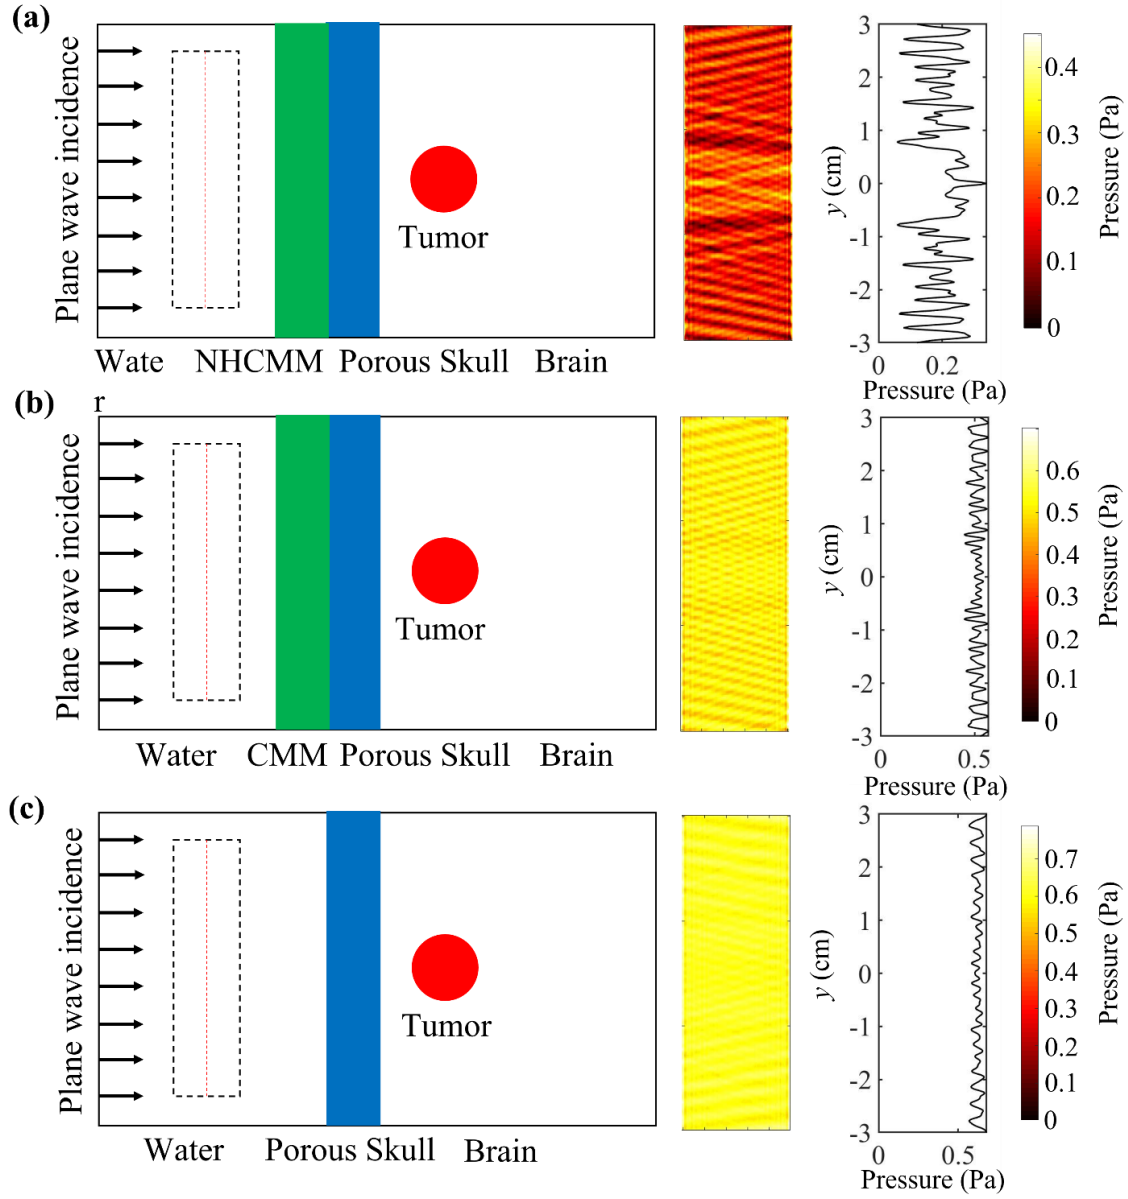 (a)
Plane wave incidence
Tumor
Wate NHCMM Porous Skull Brain
r
3
2
1
0
-1
-2
-3
y (cm)
0 0.2
Pressure (Pa)
0.4
0.3
0.2
0.1
0
Pressure (Pa)
(b)
Plane wave incidence
Tumor
Water CMM Porous Skull Brain
3
2
1
0
-1
-2
-3
y (cm)
0 0.5
Pressure (Pa)
0.6
0.5
0.4
0.3
0.2
0.1
0
Pressure (Pa)
(c)
Plane wave incidence
Tumor
Water Porous Skull Brain
3
2
1
0
-1
-2
-3
y (cm)
0 0.5
Pressure (Pa)
0.7
0.6
0.5
0.4
0.3
0.2
0.1
0
Pressure (Pa)